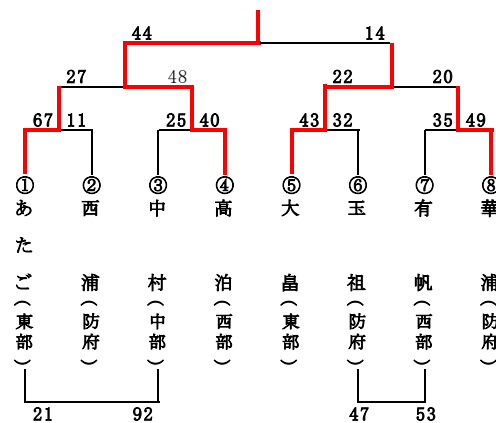 44 14
27 48 22 20
67 11 25 40 43 32 35 49
① ② ③ ④ ⑤ ⑥ ⑦ ⑧
あたご(東部)
西浦(防府)
中村(中部)
高泊(西部)
大畠(東部)
玉祖(防府)
有帆(西部)
華浦(防府)
21 92 47 53